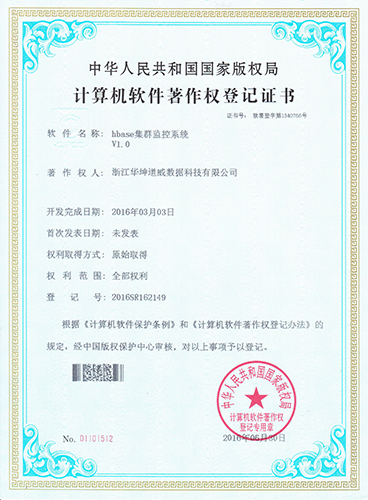 中华人民共和国国家版权局
计算机软件著作权登记证书
证书号： 软著登字第1340766号
软件名称： hbase集群监控系统
V1.0
著作权人： 浙江华坤道威数据科技有限公司
开发完成日期： 2016年03月03日
首次发表日期： 未发表
权利取得方式： 原始取得
权利范围： 全部权利
登记号： 2016SR162149
根据《计算机软件保护条例》和《计算机软件著作权登记办法》的
规定，经中国版权保护中心审核，对以上事项予以登记。
中华人民共和国国家版权局
计算机软件著作权
登记专用章
No. 01101512
2016年06月30日